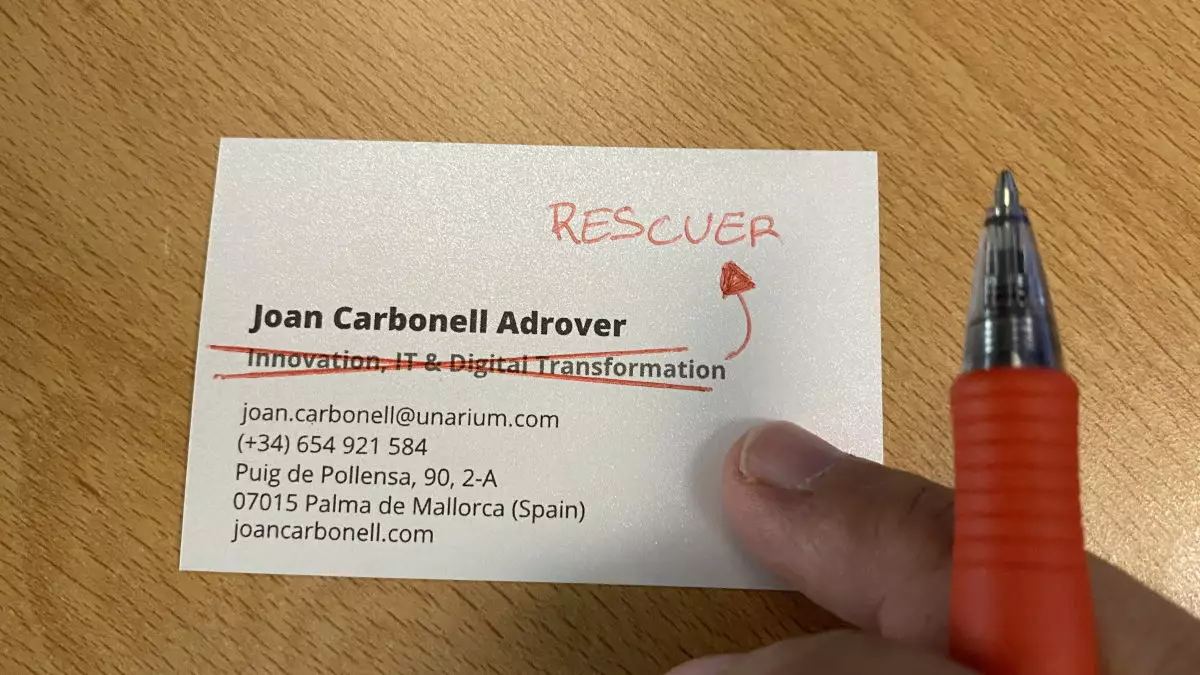 RESCUER
Joan Carbonell Adrover
Innovation, IT & Digital Transformation
joan.carbonell@unarium.com
(+34) 654 921 584
Puig de Pollensa, 90, 2-A
07015 Palma de Mallorca (Spain)
joancarbonell.com